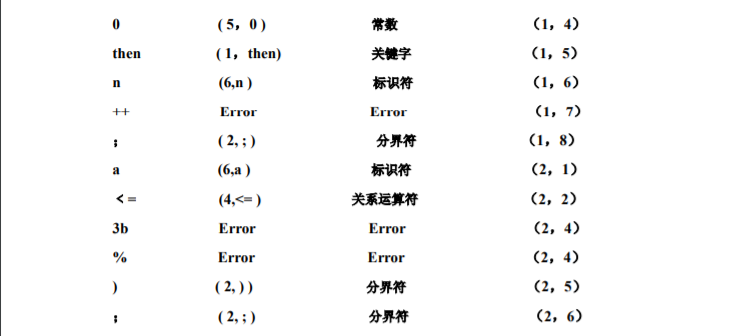 0 ( 5，0 ) 常数 （1，4）
then ( 1，then) 关键字 （1，5）
n (6,n ) 标识符 （1，6）
++ Error Error （1，7）
； ( 2, ; ) 分界符 （1，8）
a (6,a ) 标识符 （2，1）
＜ = (4,<= ) 关系运算符 （2，2）
3b Error Error （2，4）
% Error Error （2，4）
) ( 2, ) ) 分界符 （2，5）
； ( 2, ; ) 分界符 （2，6）